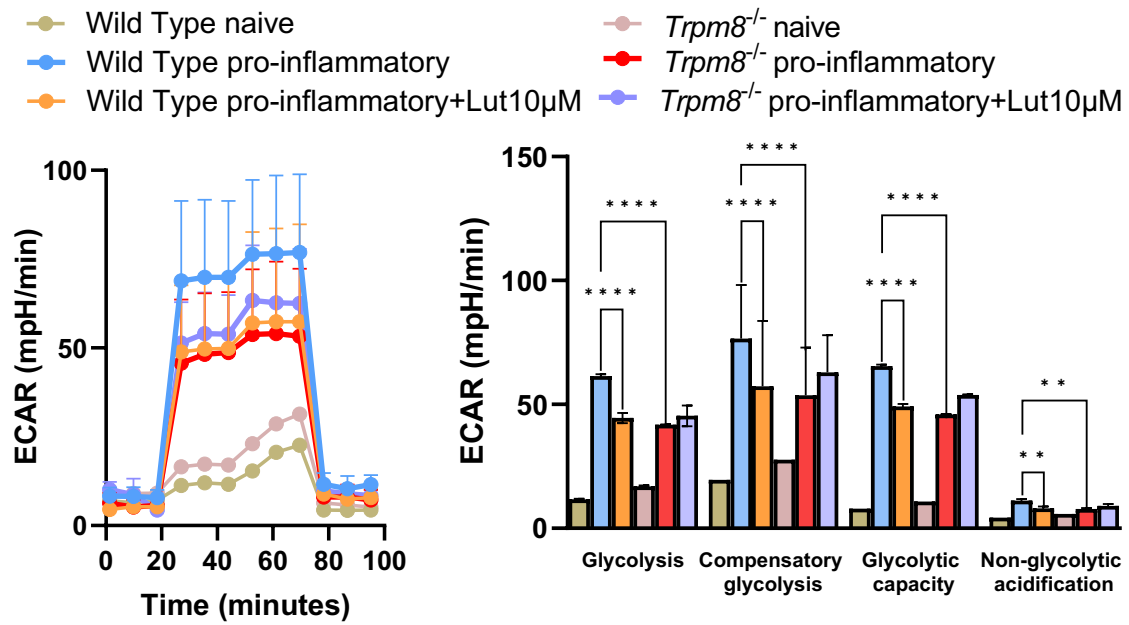 Wild Type naive
Trpm8-/- naive
Wild Type pro-inflammatory
Trpm8-/- pro-inflammatory
Wild Type pro-inflammatory+Lut10μM
Trpm8-/- pro-inflammatory+Lut10μM
100
50
0
ECAR (mpH/min)
0 20 40 60 80 100
Time (minutes)
150
100
50
0
ECAR (mpH/min)
****
****
****
****
****
****
**
**
Glycolysis
Compensatory
glycolysis
Glycolytic
capacity
Non-glycolytic
acidification